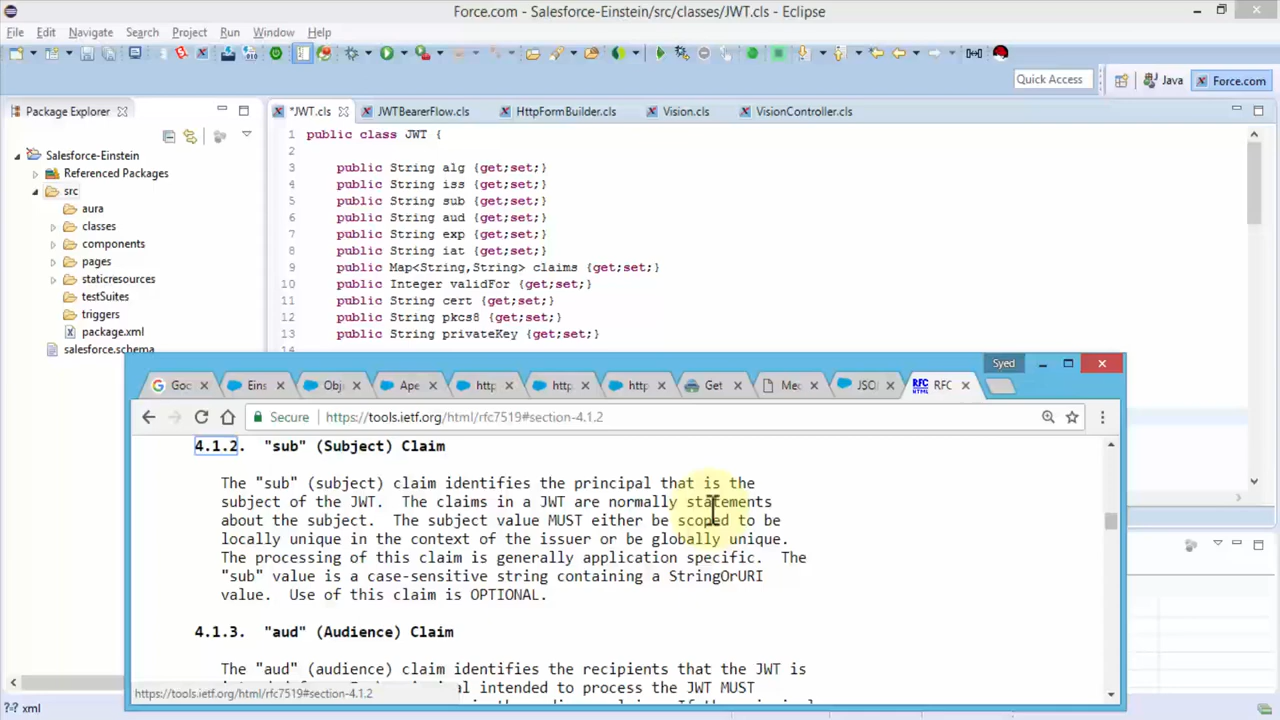 Force.com - Salesforce-Einstein/src/classes/JWT.cls - Eclipse
File Edit Navigate Search Project Run Window Help
Quick Access Java Force.com
Package Explorer
*JWT.cls JWTBearerFlow.cls HttpFormBuilder.cls Vision.cls VisionController.cls
Salesforce-Einstein
Referenced Packages
src
aura
classes
components
pages
staticresources
testSuites
triggers
package.xml
salesforce.schema
1 public class JWT {
2
3 public String alg {get;set;}
4 public String iss {get;set;}
5 public String sub {get;set;}
6 public String aud {get;set;}
7 public String exp {get;set;}
8 public String iat {get;set;}
9 public Map<String,String> claims {get;set;}
10 public Integer validFor {get;set;}
11 public String cert {get;set;}
12 public String pkcs8 {get;set;}
13 public String privateKey {get;set;}
14
Syed
Goo Eins Obj Ape http http http Get Mec JSO RFC
Secure https://tools.ietf.org/html/rfc7519#section-4.1.2
4.1.2. "sub" (Subject) Claim
The "sub" (subject) claim identifies the principal that is the
subject of the JWT. The claims in a JWT are normally statements
about the subject. The subject value MUST either be scoped to be
locally unique in the context of the issuer or be globally unique.
The processing of this claim is generally application specific. The
"sub" value is a case-sensitive string containing a StringOrURI
value. Use of this claim is OPTIONAL.
4.1.3. "aud" (Audience) Claim
The "aud" (audience) claim identifies the recipients that the JWT is
intended to process the JWT MUST
https://tools.ietf.org/html/rfc7519#section-4.1.2
xml